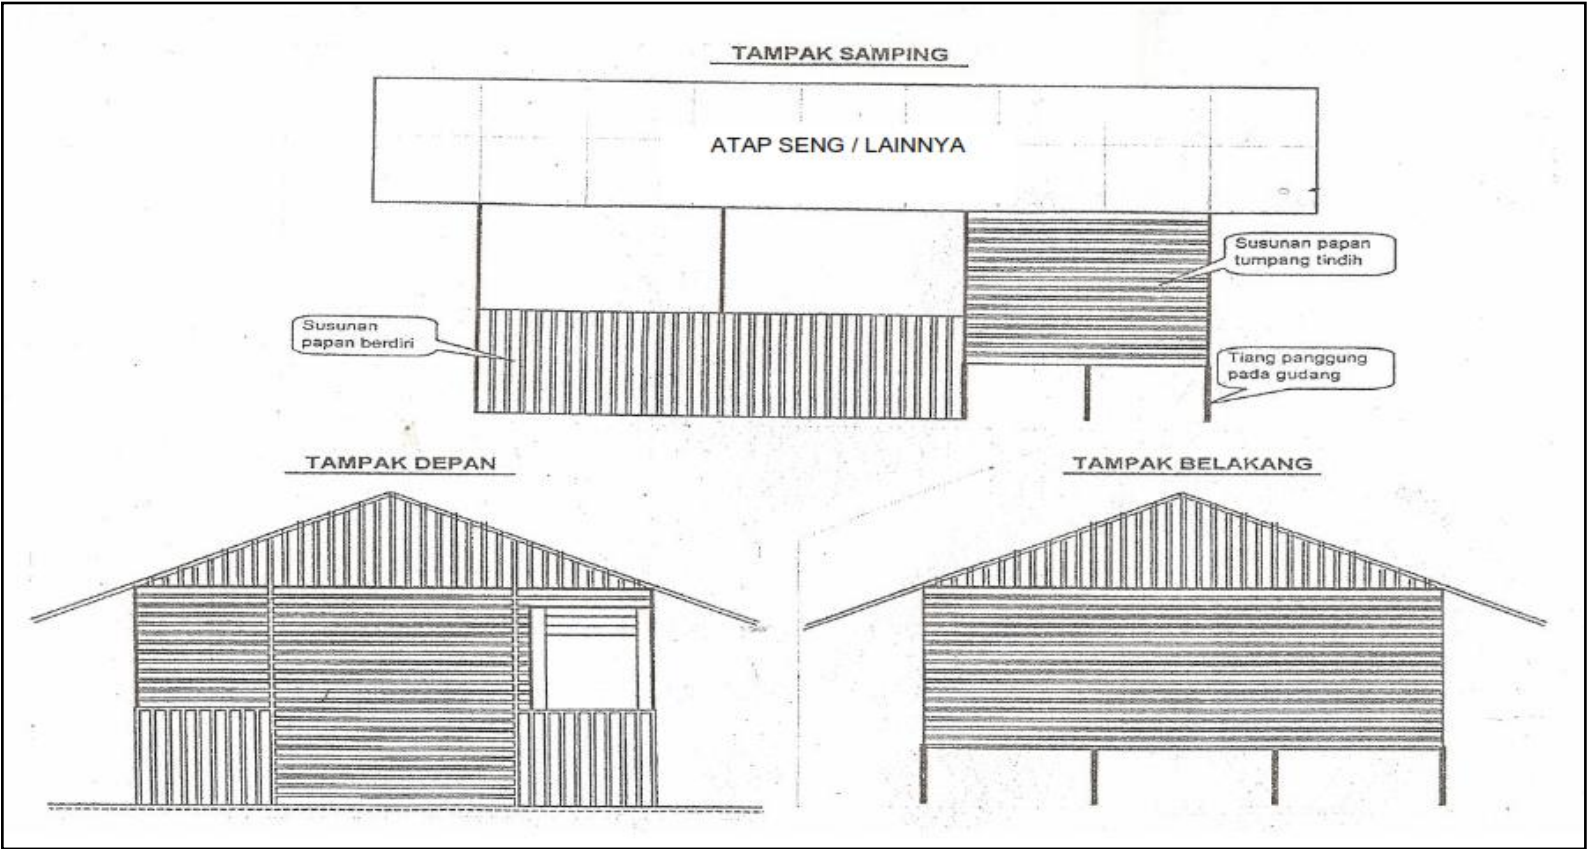 TAMPAK SAMPING
ATAP SENG / LAINNYA
Susunan papan
tumpang tindih
Susunan
papan berdiri
Tiang panggung
pada gudang
TAMPAK DEPAN
TAMPAK BELAKANG